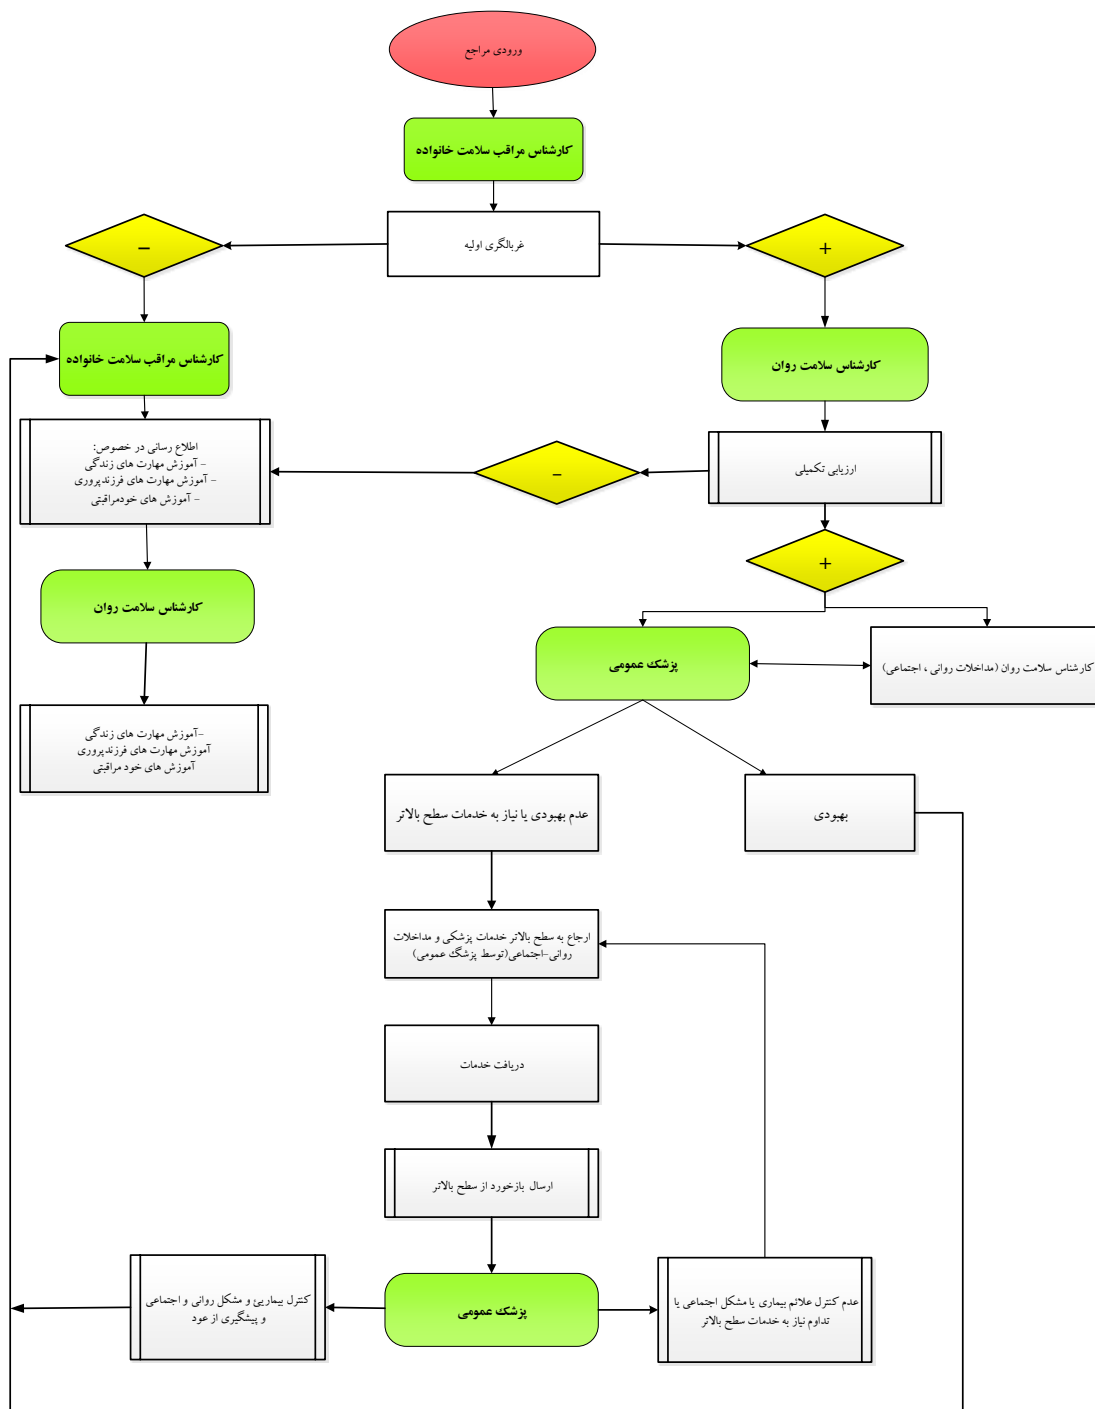 ورودی مراجع
کارشناس مراقب سلامت خانواده
غربالگری اولیه
–
+
کارشناس مراقب سلامت خانواده
کارشناس سلامت روان
اطلاع رسانی در خصوص:
– آموزش مهارت های زندگی
– آموزش مهارت های فرزندپروری
– آموزش های خودمراقبتی
–
ارزیابی تکمیلی
+
کارشناس سلامت روان
پزشک عمومی
کارشناس سلامت روان (مداخلات روانی ، اجتماعی)
–آموزش مهارت های زندگی
آموزش مهارت های فرزندپروری
آموزش های خود مراقبتی
عدم بهبودی یا نیاز به خدمات سطح بالاتر
بهبودی
ارجاع به سطح بالاتر خدمات پزشکی و مداخلات
روانی-اجتماعی(توسط پزشگ عمومی)
دریافت خدمات
ارسال بازخورد از سطح بالاتر
کنترل بیماریئ و مشکل روانی و اجتماعی
و پیشگیری از عود
پزشک عمومی
عدم کنترل علائم بیماری یا مشکل اجتماعی یا
تداوم نیاز به خدمات سطح بالاتر